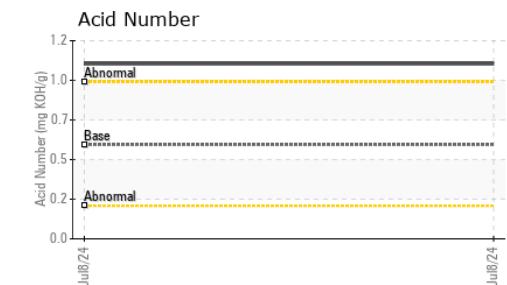 Acid Number
Acid Number (mg KOH/g)
1.2
1.0
0.7
0.5
0.2
0.0
Abnormal
Base
Abnormal
Jul8/24
Jul8/24